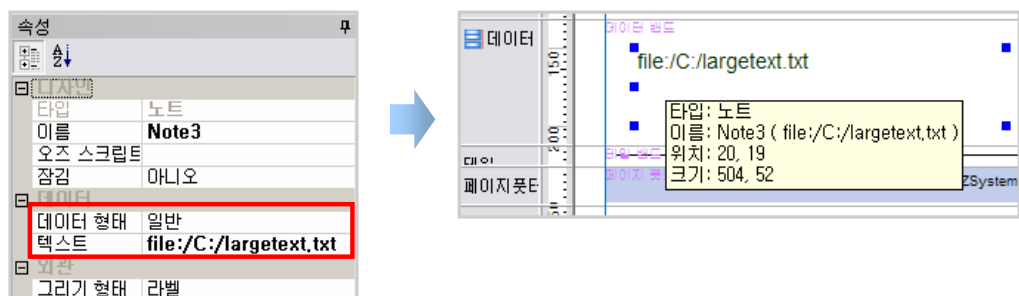 속성
디자인
타입 노트
이름 Note3
오즈 스크립트
잠김 아니오
데이터
데이터 형태 일반
텍스트 file:/C:/largetext.txt
외관
그리기 형태 라벨
데이터
데이터 밴드
150
file:/C:/largetext.txt
타입: 노트
이름: Note3 ( file:/C:/largetext.txt )
위치: 20, 19
크기: 504, 52
200
페이지풋터
ZSystem